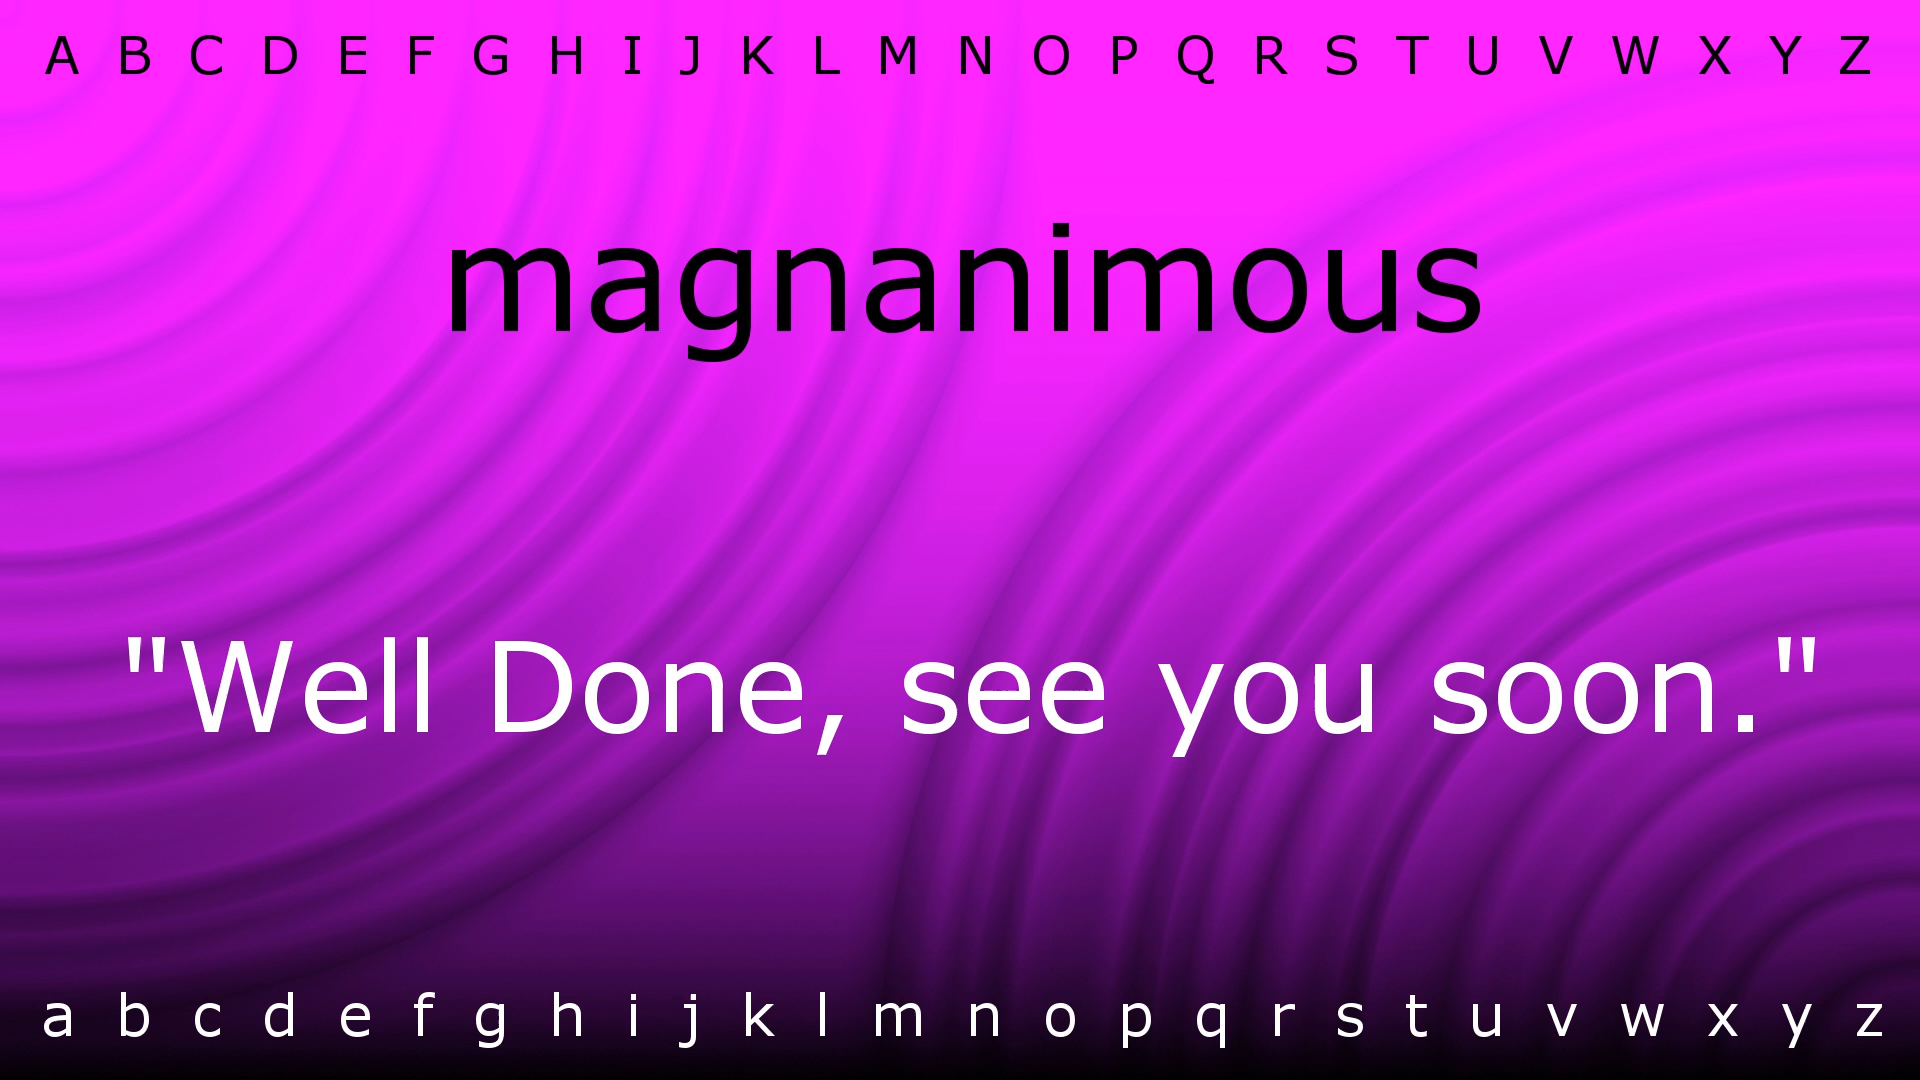 A B C D E F G H I J K L M N O P Q R S T U V W X Y Z
magnanimous
"Well Done, see you soon."
a b c d e f g h i j k l m n o p q r s t u v w x y z